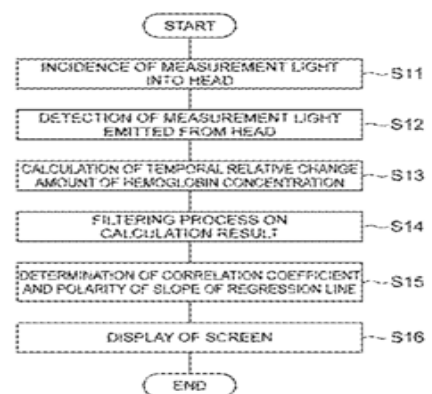 START
INCIDENCE OF MEASUREMENT LIGHT
INTO HEAD
S11
DETECTION OF MEASUREMENT LIGHT
EMITTED FROM HEAD
S12
CALCULATION OF TEMPORAL RELATIVE CHANGE
AMOUNT OF HEMOGLOBIN CONCENTRATION
S13
FILTERING PROCESS ON
CALCULATION RESULT
S14
DETERMINATION OF CORRELATION COEFFICIENT
AND POLARITY OF SLOPE OF REGRESSION LINE
S15
DISPLAY OF SCREEN
S16
END